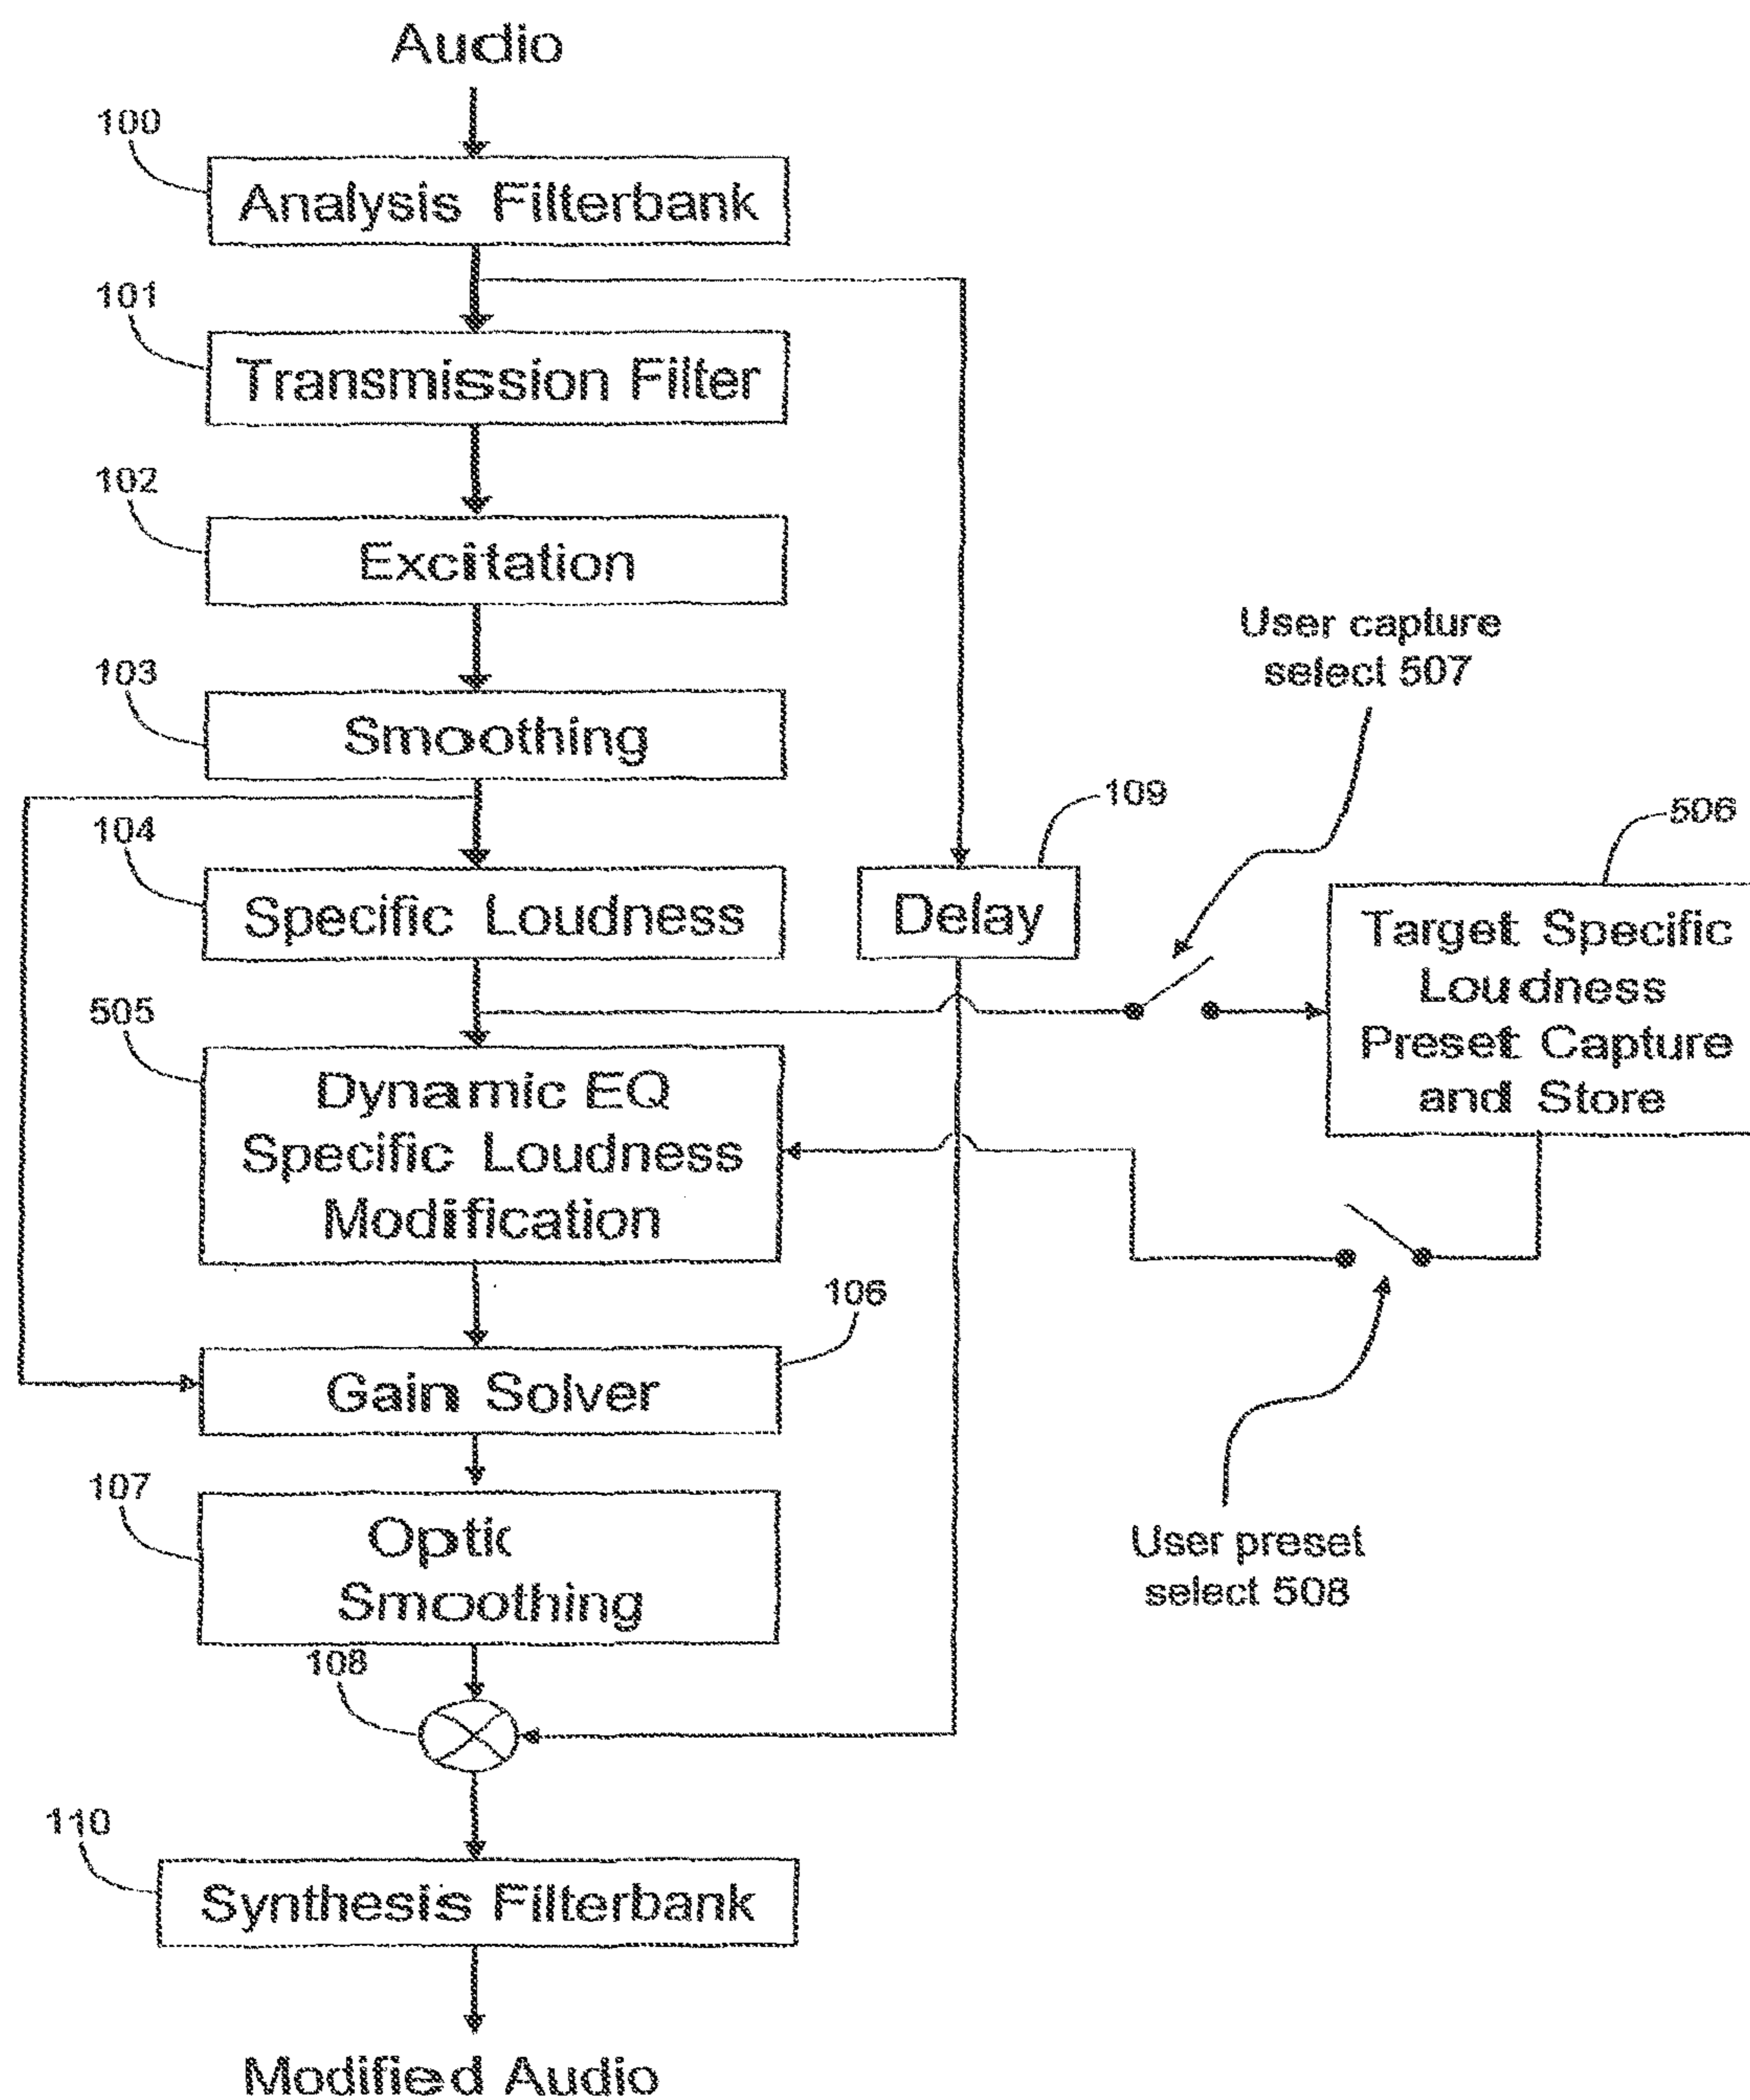 Audio
100
Analysis Filterbank
101
Transmission Filter
102
Excitation
User capture
select 507
103
Smoothing
109
506
104
Specific Loudness
Delay
Target Specific
Loudness
Preset Capture
and Store
505
Dynamic EQ
Specific Loudness
Modification
106
Gain Solver
107
Optic
Smoothing
User preset
select 508
108
110
Synthesis Filterbank
Modified Audio